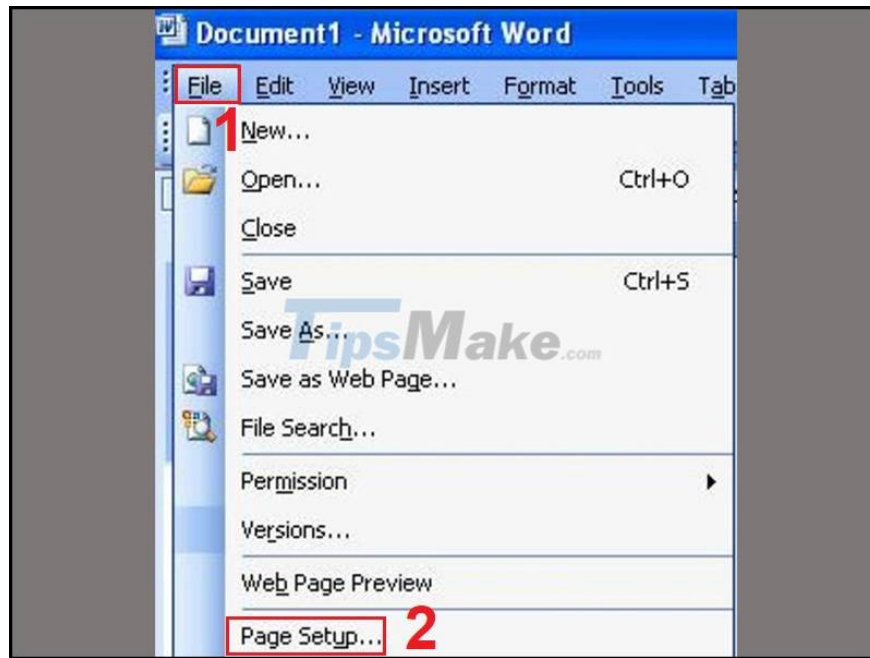 Document1 - Microsoft Word
File Edit View Insert Format Tools Tab
1
New...
Open... Ctrl+O
Close
Save Ctrl+S
Save As...
TipsMake.com
Save as Web Page...
File Search...
Permission
Versions...
Web Page Preview
Page Setup... 2